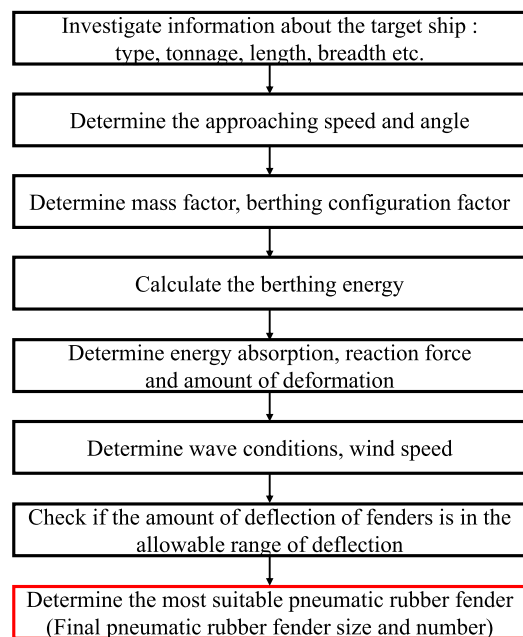 Investigate information about the target ship :
type, tonnage, length, breadth etc.
Determine the approaching speed and angle
Determine mass factor, berthing configuration factor
Calculate the berthing energy
Determine energy absorption, reaction force
and amount of deformation
Determine wave conditions, wind speed
Check if the amount of deflection of fenders is in the
allowable range of deflection
Determine the most suitable pneumatic rubber fender
(Final pneumatic rubber fender size and number)